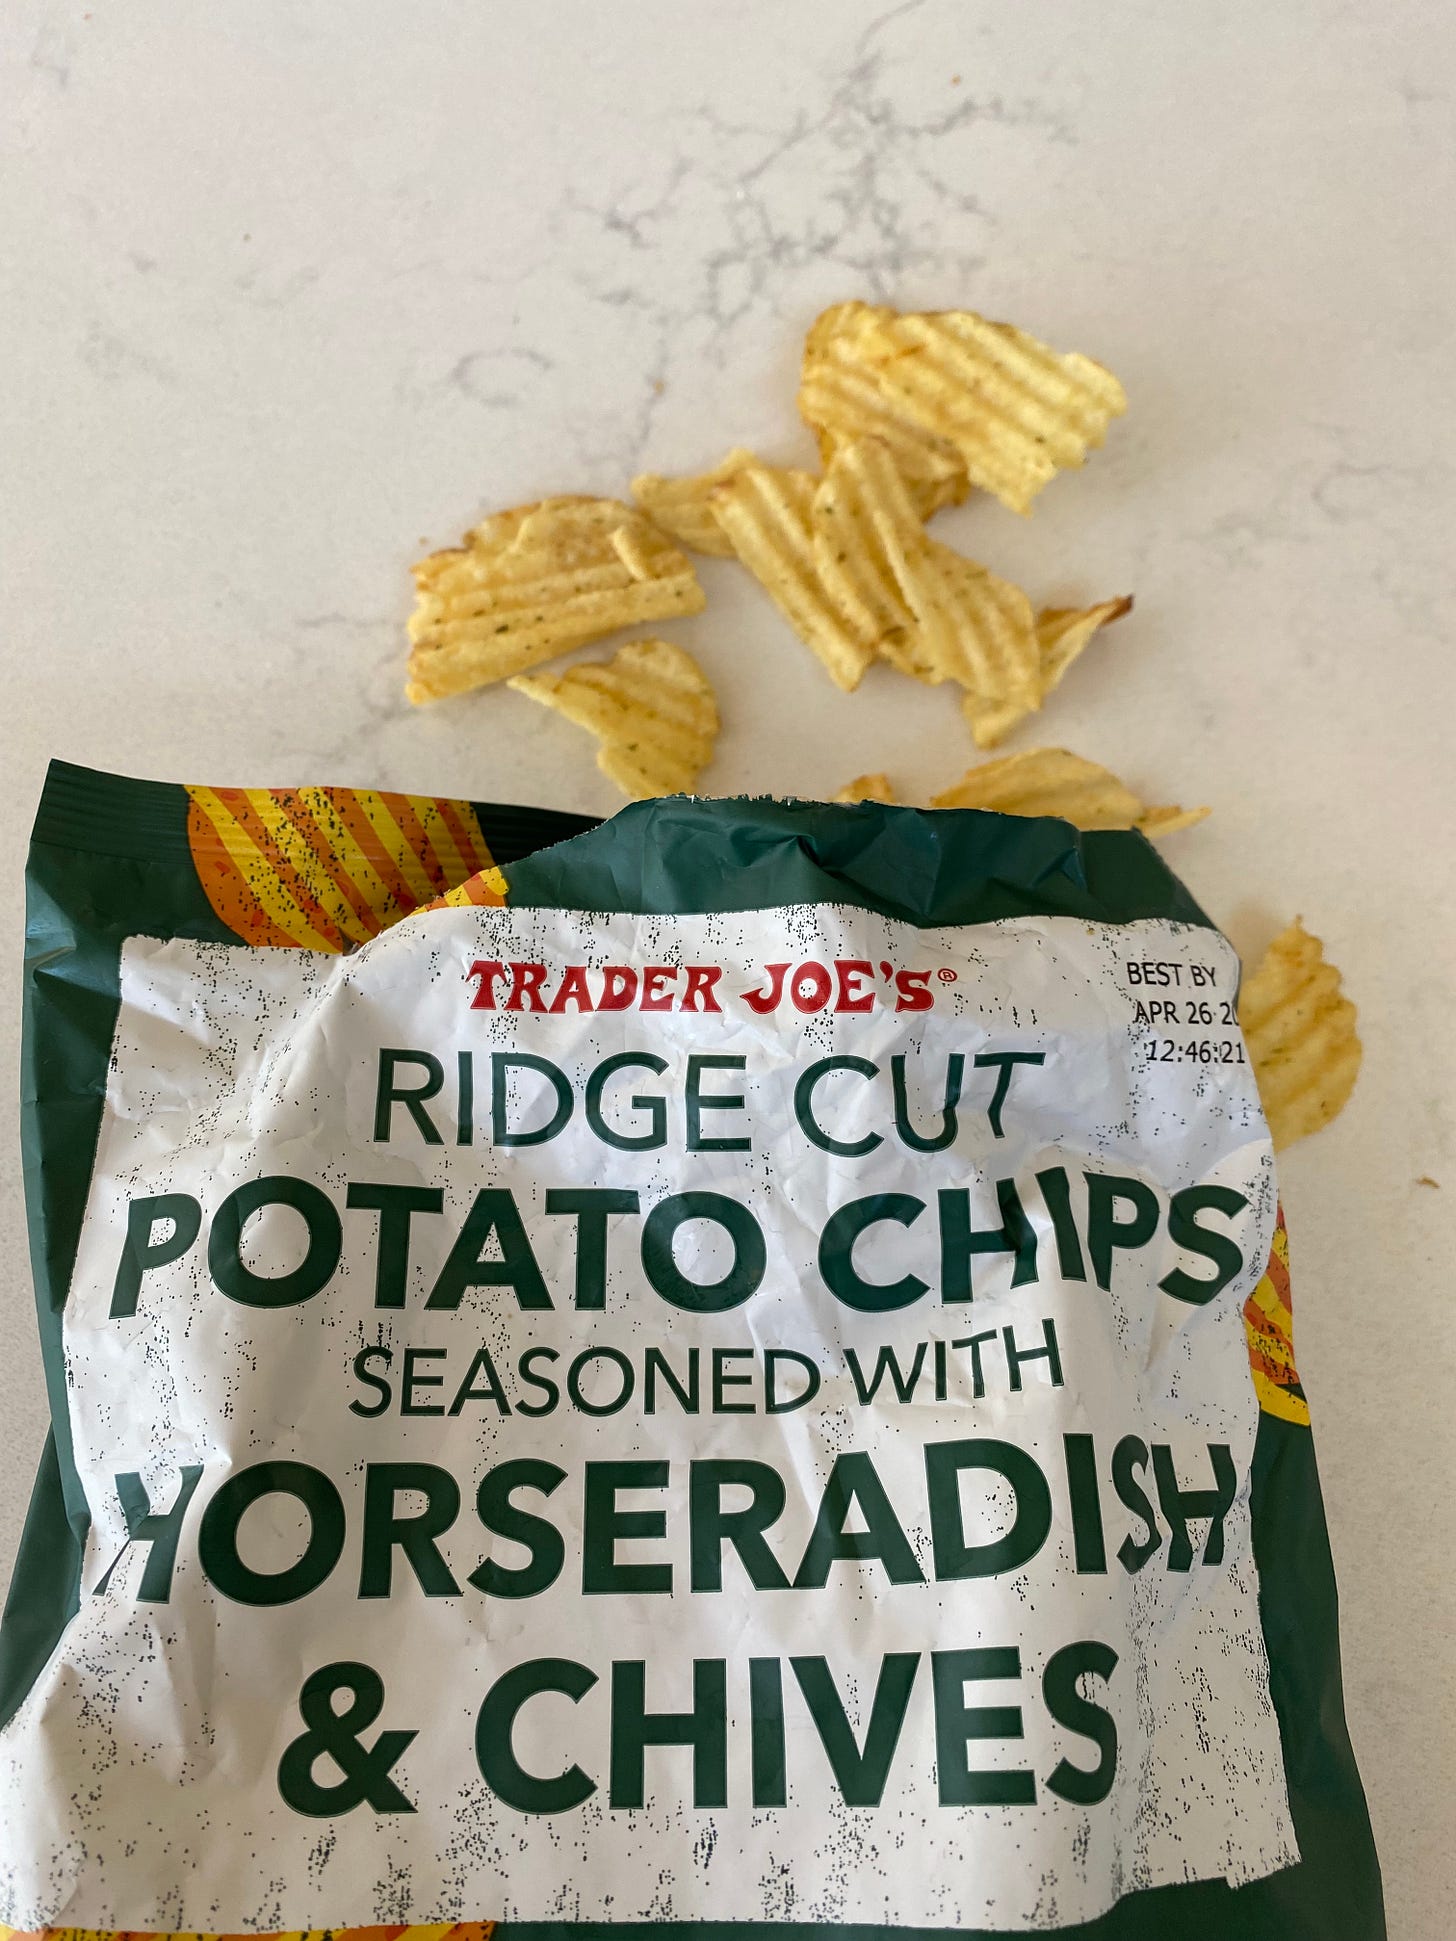 TRADER JOE'S®
BEST BY
APR 26 20
12:46:21
RIDGE CUT
POTATO CHIPS
SEASONED WITH
HORSERADISH
& CHIVES